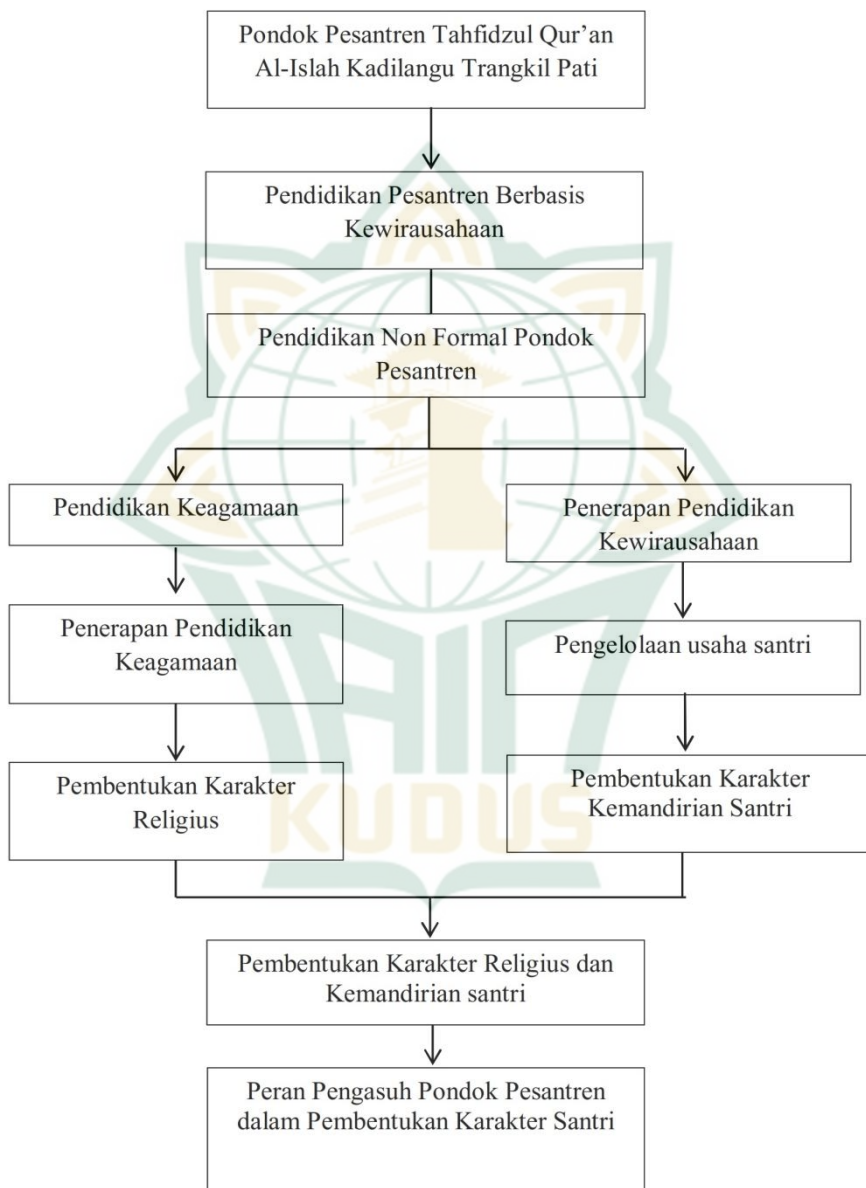 Pondok Pesantren Tahfidzul Qur’an
Al-Islah Kadilangu Trangkil Pati
Pendidikan Pesantren Berbasis
Kewirausahaan
Pendidikan Non Formal Pondok
Pesantren
Pendidikan Keagamaan
Penerapan Pendidikan
Keagamaan
Pembentukan Karakter
Religius
Penerapan Pendidikan
Kewirausahaan
Pengelolaan usaha santri
Pembentukan Karakter
Kemandirian Santri
Pembentukan Karakter Religius dan
Kemandirian santri
Peran Pengasuh Pondok Pesantren
dalam Pembentukan Karakter Santri
IAIN
KUDUS